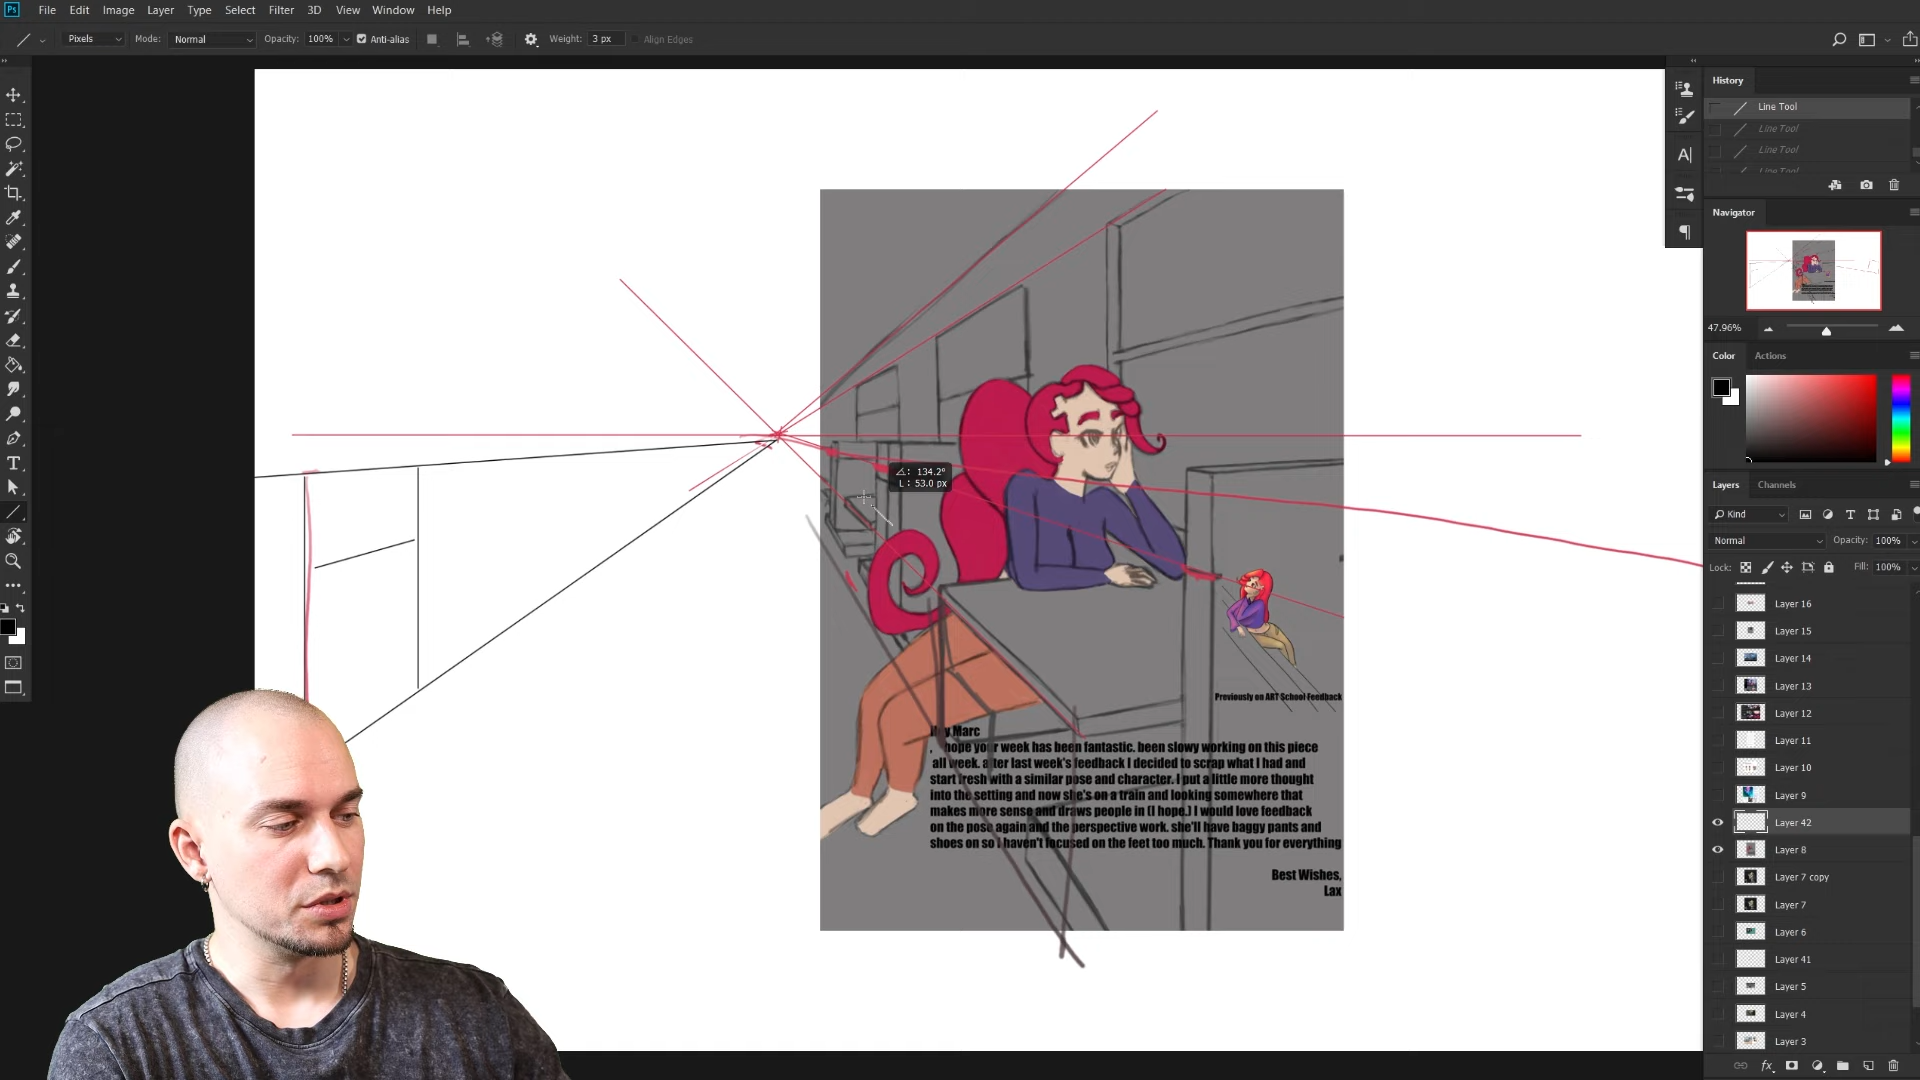 Ps File Edit Image Layer Type Select Filter 3D View Window Help
Pixels Mode: Normal Opacity: 100% Anti-alias Weight: 3 px Align Edges
History
Line Tool
Line Tool
Line Tool
Line Tool
Navigator
47.96%
Color Actions
Layers Channels
Kind
Normal Opacity: 100%
Lock: Fill: 100%
Layer 16
Layer 15
Layer 14
Layer 13
Layer 12
Layer 11
Layer 10
Layer 9
Layer 42
Layer 8
Layer 7 copy
Layer 7
Layer 6
Layer 41
Layer 5
Layer 4
Layer 3
fx
: 134.2°
L : 53.0 px
Previously on ART School Feedback
Hey Marc
, hope your week has been fantastic. been slowy working on this piece
all week. after last week's feedback I decided to scrap what I had and
start fresh with a similar pose and character. I put a little more thought
into the setting and now she's on a train and looking somewhere that
makes more sense and draws people in (I hope.) I would love feedback
on the pose again and the perspective work. she'll have baggy pants and
shoes on so I haven't focused on the feet too much. Thank you for everything
Best Wishes,
Lax